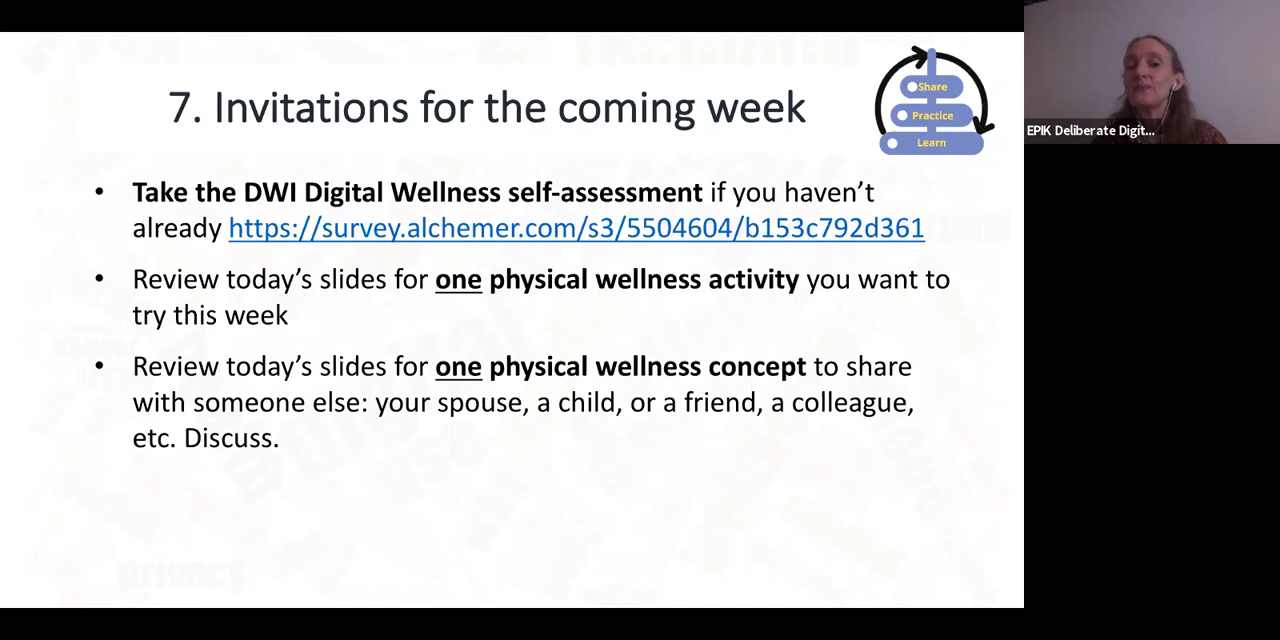 7. Invitations for the coming week
Share
Practice
Learn
EPIK Deliberate Digit...
• Take the DWI Digital Wellness self-assessment if you haven’t
already https://survey.alchemer.com/s3/5504604/b153c792d361
• Review today’s slides for one physical wellness activity you want to
try this week
• Review today’s slides for one physical wellness concept to share
with someone else: your spouse, a child, or a friend, a colleague,
etc. Discuss.
privacy